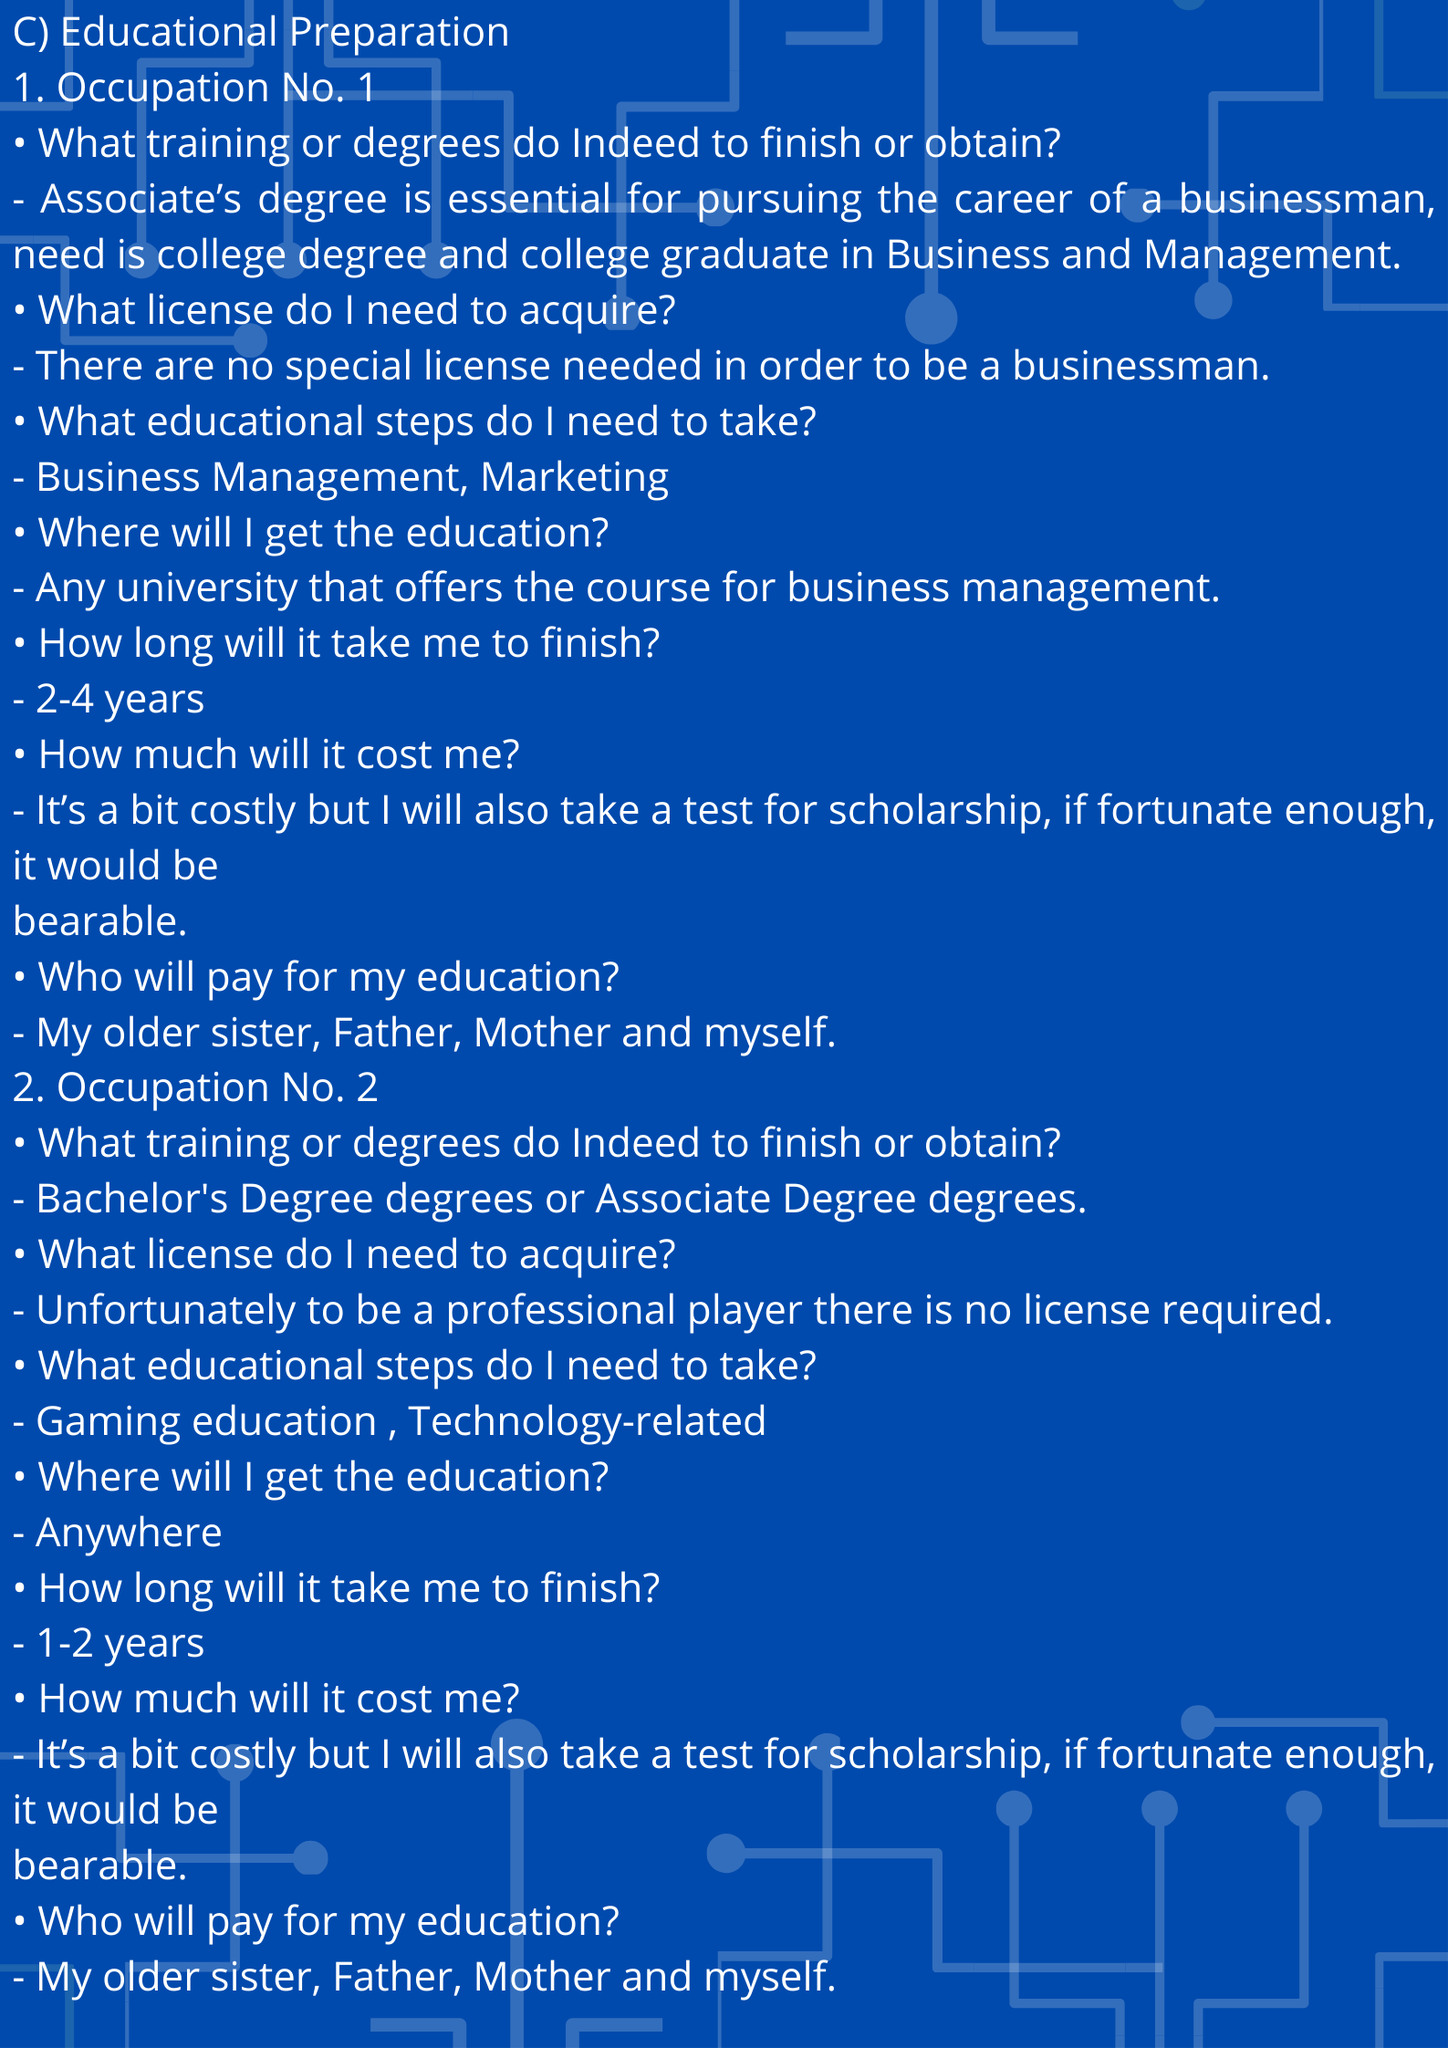 C) Educational Preparation
1. Occupation No. 1
• What training or degrees do Indeed to finish or obtain?
- Associate’s degree is essential for pursuing the career of a businessman,
need is college degree and college graduate in Business and Management.
• What license do I need to acquire?
- There are no special license needed in order to be a businessman.
• What educational steps do I need to take?
- Business Management, Marketing
• Where will I get the education?
- Any university that offers the course for business management.
• How long will it take me to finish?
- 2-4 years
• How much will it cost me?
- It’s a bit costly but I will also take a test for scholarship, if fortunate enough,
it would be
bearable.
• Who will pay for my education?
- My older sister, Father, Mother and myself.
2. Occupation No. 2
• What training or degrees do Indeed to finish or obtain?
- Bachelor's Degree degrees or Associate Degree degrees.
• What license do I need to acquire?
- Unfortunately to be a professional player there is no license required.
• What educational steps do I need to take?
- Gaming education , Technology-related
• Where will I get the education?
- Anywhere
• How long will it take me to finish?
- 1-2 years
• How much will it cost me?
- It’s a bit costly but I will also take a test for scholarship, if fortunate enough,
it would be
bearable.
• Who will pay for my education?
- My older sister, Father, Mother and myself.